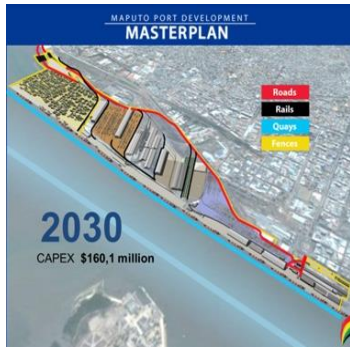 MAPUTO PORT DEVELOPMENT
MASTERPLAN
Roads
Rails
Quays
Fences
2030
CAPEX $160,1 million